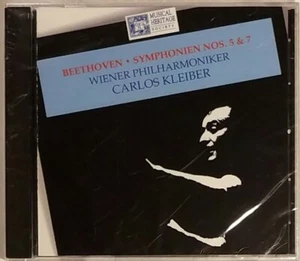 MUSICAL
HERITAGE
SOCIETY
BEETHOVEN • SYMPHONIEN NOS. 5 & 7
WIENER PHILHARMONIKER
CARLOS KLEIBER